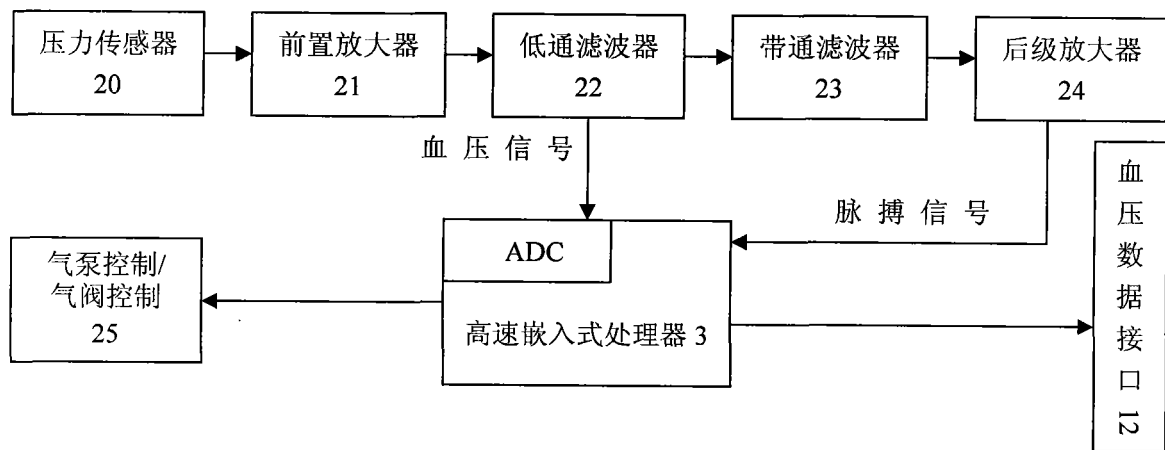 压力传感器
20
前置放大器
21
低通滤波器
22
带通滤波器
23
后级放大器
24
血压信号
脉搏信号
ADC
高速嵌入式处理器 3
气泵控制/
气阀控制
25
血压数据接口 12